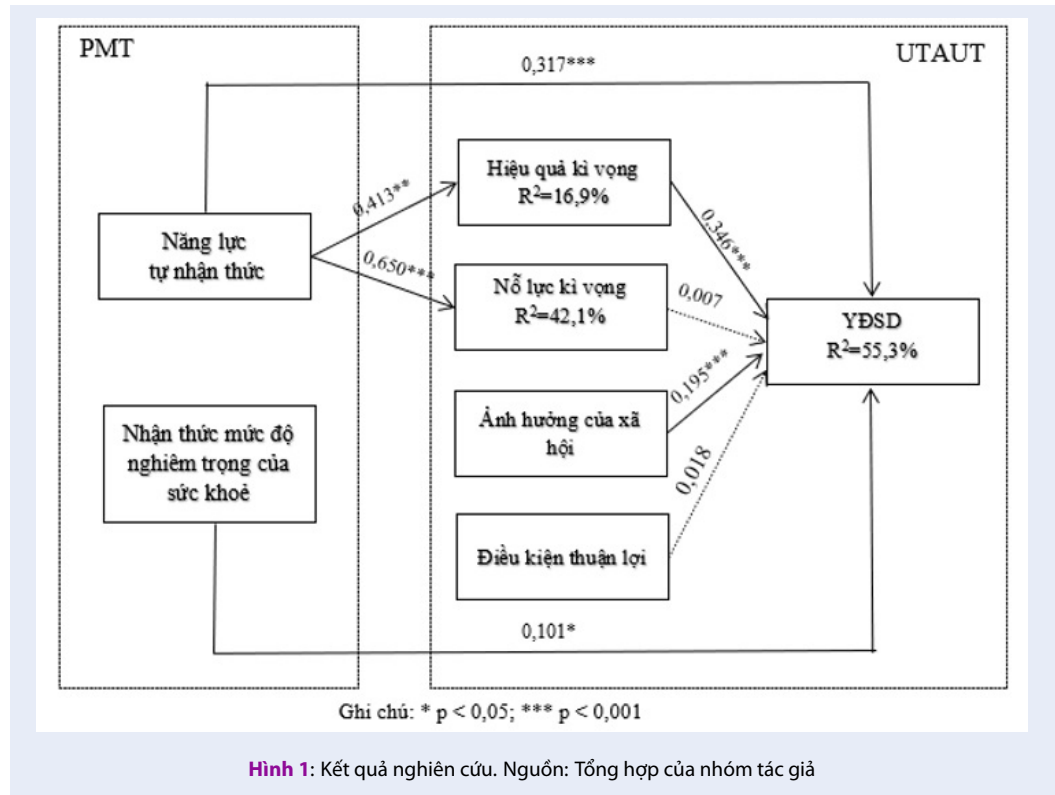 PMT
UTAUT
0,317***
Hiệu quả kì vọng
R²=16,9%
0,413**
Năng lực
tự nhận thức
0,650***
0,346***
Nỗ lực kì vọng
R²=42,1%
0,007
YĐSD
R²=55,3%
0,195***
Ảnh hưởng của xã
hội
Nhận thức mức độ
nghiêm trọng của
sức khoẻ
0,018
Điều kiện thuận lợi
0,101*
Ghi chú: * p < 0,05; *** p < 0,001
Hình 1: Kết quả nghiên cứu. Nguồn: Tổng hợp của nhóm tác giả